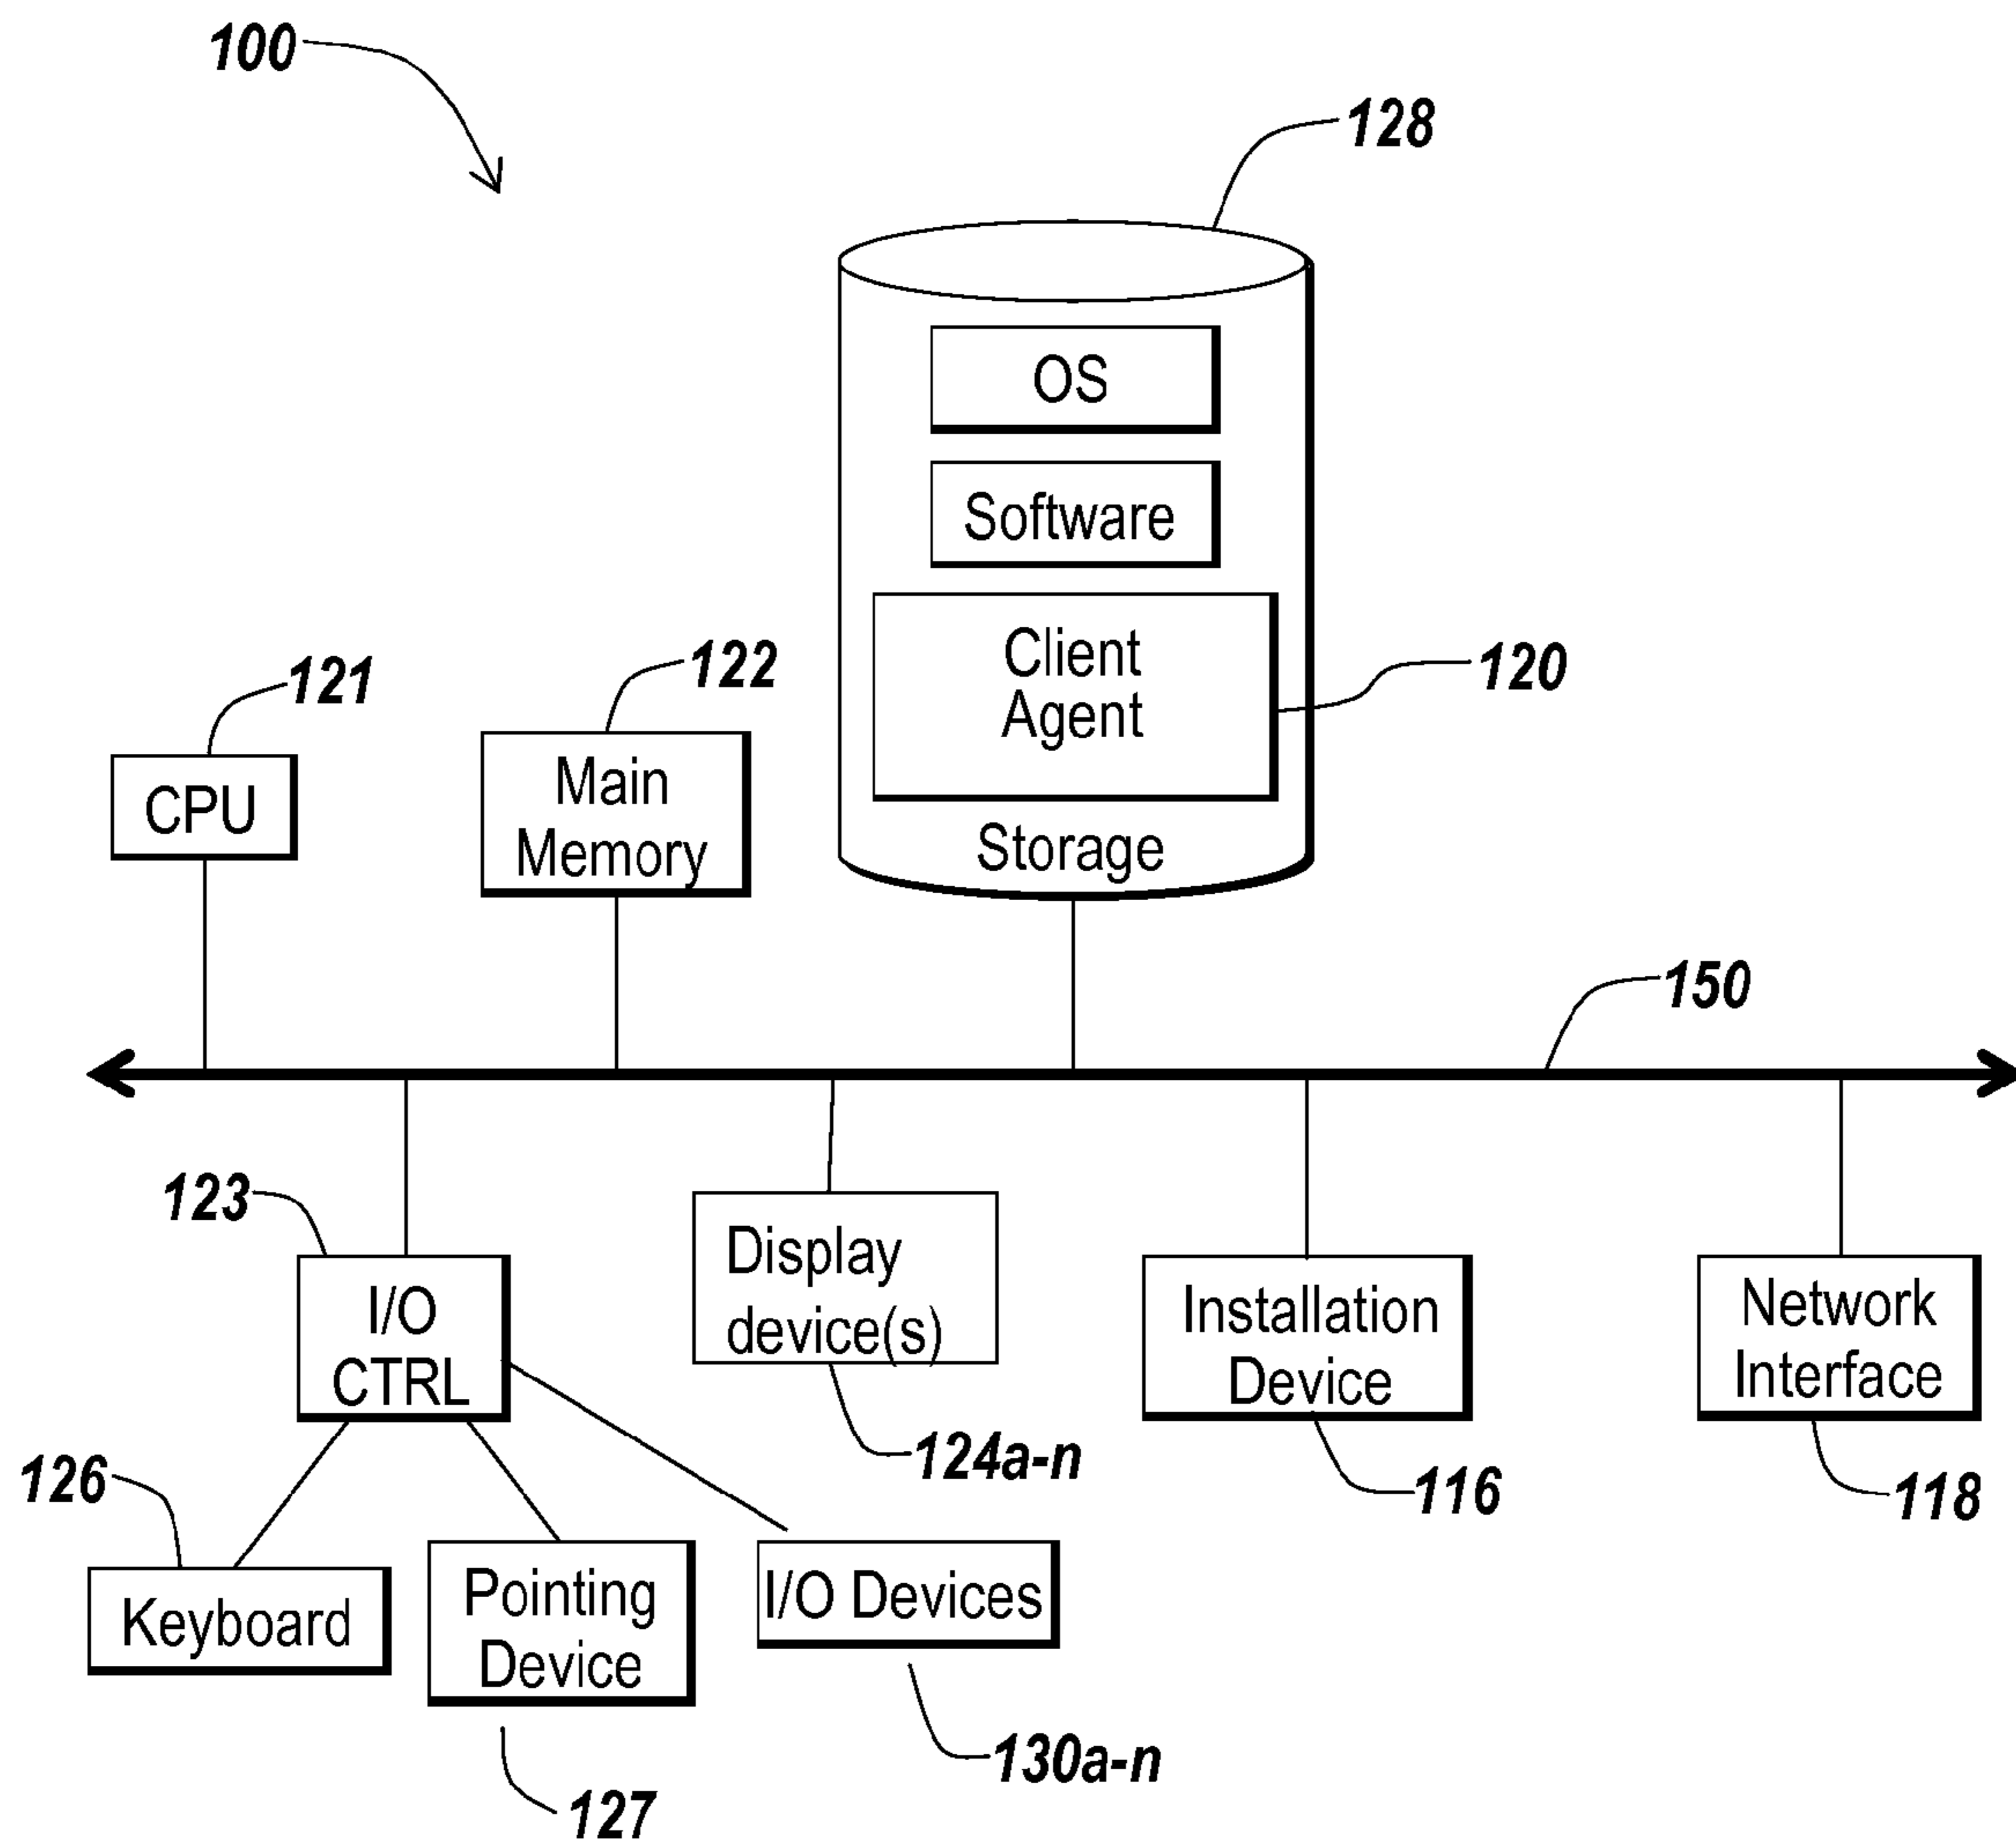 100
128
OS
Software
Client
Agent
120
Storage
121
CPU
122
Main
Memory
150
123
I/O
CTRL
Display
device(s)
124a-n
Installation
Device
116
Network
Interface
118
126
Keyboard
Pointing
Device
127
I/O Devices
130a-n